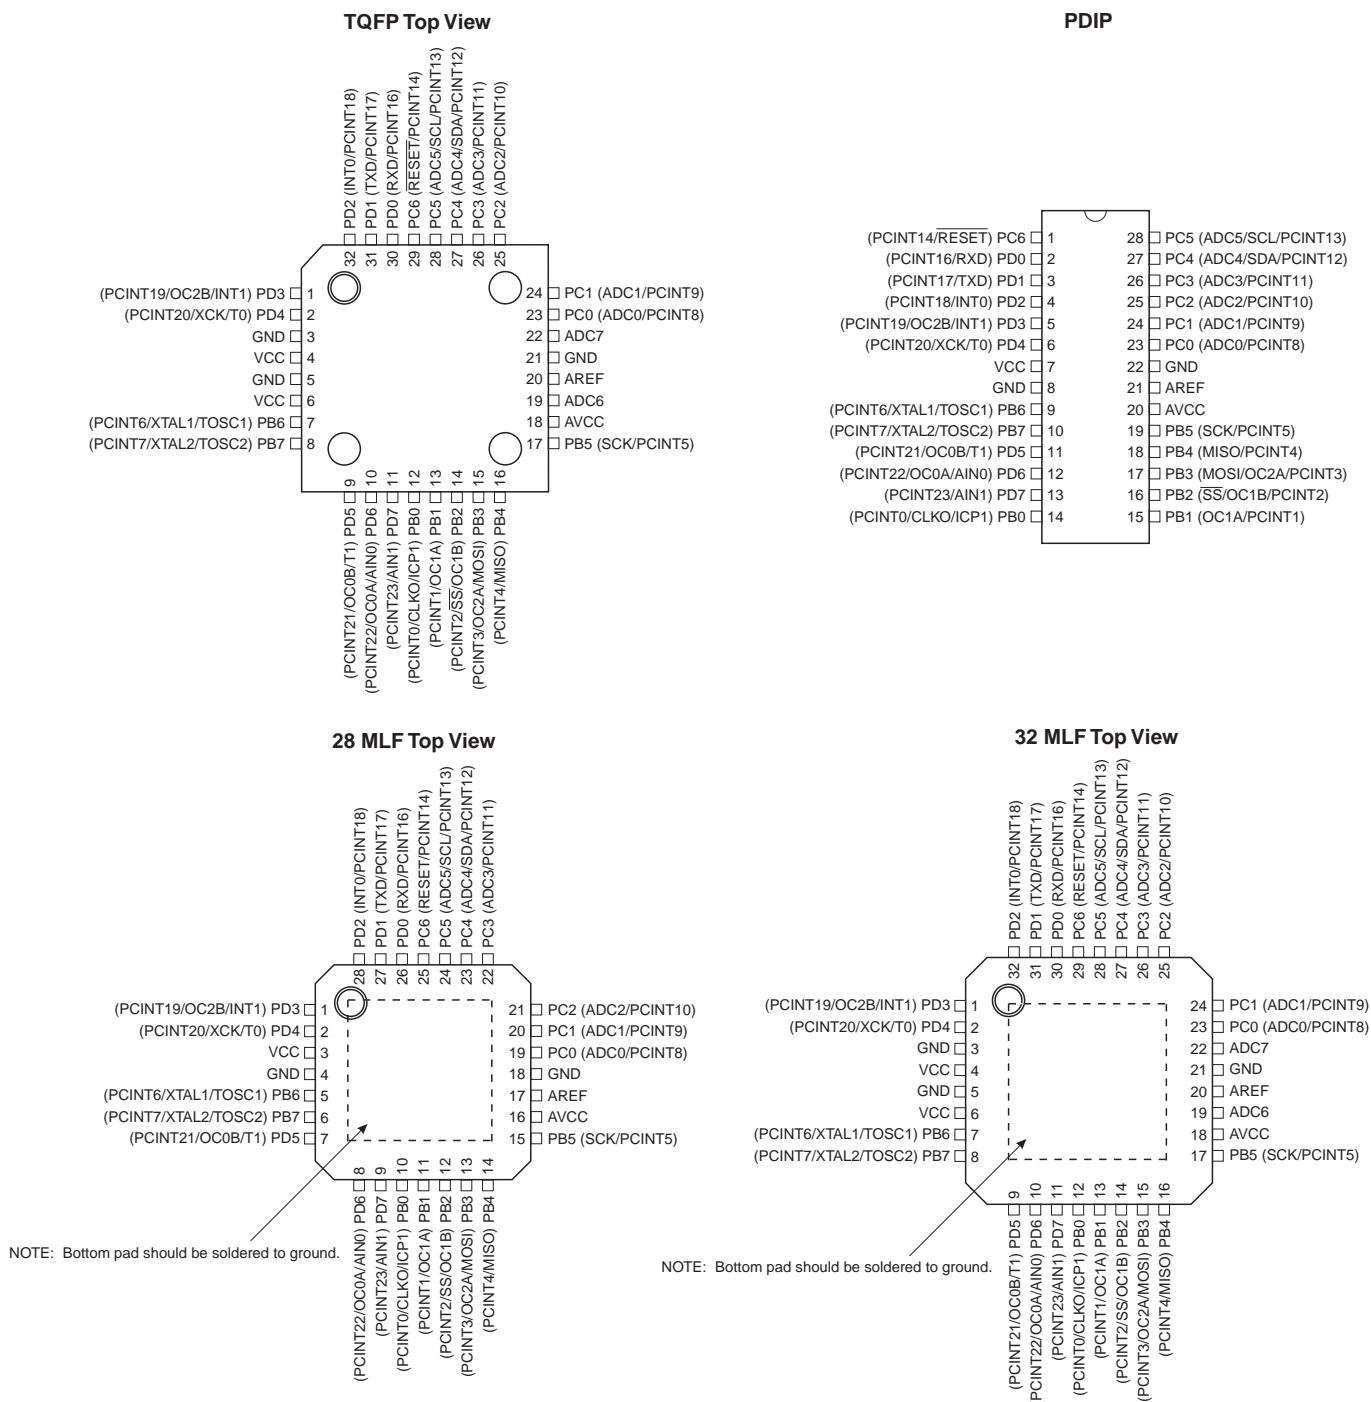 TQFP Top View
32 PD2 (INT0/PCINT18)
31 PD1 (TXD/PCINT17)
30 PD0 (RXD/PCINT16)
29 PC6 (RESET/PCINT14)
28 PC5 (ADC5/SCL/PCINT13)
27 PC4 (ADC4/SDA/PCINT12)
26 PC3 (ADC3/PCINT11)
25 PC2 (ADC2/PCINT10)
(PCINT19/OC2B/INT1) PD3 1
(PCINT20/XCK/T0) PD4 2
GND 3
VCC 4
GND 5
VCC 6
(PCINT6/XTAL1/TOSC1) PB6 7
(PCINT7/XTAL2/TOSC2) PB7 8
24 PC1 (ADC1/PCINT9)
23 PC0 (ADC0/PCINT8)
22 ADC7
21 GND
20 AREF
19 ADC6
18 AVCC
17 PB5 (SCK/PCINT5)
(PCINT21/OC0B/T1) PD5 9
(PCINT22/OC0A/AIN0) PD6 10
(PCINT23/AIN1) PD7 11
(PCINT0/CLKO/ICP1) PB0 12
(PCINT1/OC1A) PB1 13
(PCINT2/SS/OC1B) PB2 14
(PCINT3/OC2A/MOSI) PB3 15
(PCINT4/MISO) PB4 16
PDIP
(PCINT14/RESET) PC6 1
(PCINT16/RXD) PD0 2
(PCINT17/TXD) PD1 3
(PCINT18/INT0) PD2 4
(PCINT19/OC2B/INT1) PD3 5
(PCINT20/XCK/T0) PD4 6
VCC 7
GND 8
(PCINT6/XTAL1/TOSC1) PB6 9
(PCINT7/XTAL2/TOSC2) PB7 10
(PCINT21/OC0B/T1) PD5 11
(PCINT22/OC0A/AIN0) PD6 12
(PCINT23/AIN1) PD7 13
(PCINT0/CLKO/ICP1) PB0 14
28 PC5 (ADC5/SCL/PCINT13)
27 PC4 (ADC4/SDA/PCINT12)
26 PC3 (ADC3/PCINT11)
25 PC2 (ADC2/PCINT10)
24 PC1 (ADC1/PCINT9)
23 PC0 (ADC0/PCINT8)
22 GND
21 AREF
20 AVCC
19 PB5 (SCK/PCINT5)
18 PB4 (MISO/PCINT4)
17 PB3 (MOSI/OC2A/PCINT3)
16 PB2 (SS/OC1B/PCINT2)
15 PB1 (OC1A/PCINT1)
28 MLF Top View
28 PD2 (INT0/PCINT18)
27 PD1 (TXD/PCINT17)
26 PD0 (RXD/PCINT16)
25 PC6 (RESET/PCINT14)
24 PC5 (ADC5/SCL/PCINT13)
23 PC4 (ADC4/SDA/PCINT12)
22 PC3 (ADC3/PCINT11)
(PCINT19/OC2B/INT1) PD3 1
(PCINT20/XCK/T0) PD4 2
VCC 3
GND 4
(PCINT6/XTAL1/TOSC1) PB6 5
(PCINT7/XTAL2/TOSC2) PB7 6
(PCINT21/OC0B/T1) PD5 7
21 PC2 (ADC2/PCINT10)
20 PC1 (ADC1/PCINT9)
19 PC0 (ADC0/PCINT8)
18 GND
17 AREF
16 AVCC
15 PB5 (SCK/PCINT5)
(PCINT22/OC0A/AIN0) PD6 8
(PCINT23/AIN1) PD7 9
(PCINT0/CLKO/ICP1) PB0 10
(PCINT1/OC1A) PB1 11
(PCINT2/SS/OC1B) PB2 12
(PCINT3/OC2A/MOSI) PB3 13
(PCINT4/MISO) PB4 14
NOTE: Bottom pad should be soldered to ground.
32 MLF Top View
32 PD2 (INT0/PCINT18)
31 PD1 (TXD/PCINT17)
30 PD0 (RXD/PCINT16)
29 PC6 (RESET/PCINT14)
28 PC5 (ADC5/SCL/PCINT13)
27 PC4 (ADC4/SDA/PCINT12)
26 PC3 (ADC3/PCINT11)
25 PC2 (ADC2/PCINT10)
(PCINT19/OC2B/INT1) PD3 1
(PCINT20/XCK/T0) PD4 2
GND 3
VCC 4
GND 5
VCC 6
(PCINT6/XTAL1/TOSC1) PB6 7
(PCINT7/XTAL2/TOSC2) PB7 8
24 PC1 (ADC1/PCINT9)
23 PC0 (ADC0/PCINT8)
22 ADC7
21 GND
20 AREF
19 ADC6
18 AVCC
17 PB5 (SCK/PCINT5)
(PCINT21/OC0B/T1) PD5 9
(PCINT22/OC0A/AIN0) PD6 10
(PCINT23/AIN1) PD7 11
(PCINT0/CLKO/ICP1) PB0 12
(PCINT1/OC1A) PB1 13
(PCINT2/SS/OC1B) PB2 14
(PCINT3/OC2A/MOSI) PB3 15
(PCINT4/MISO) PB4 16
NOTE: Bottom pad should be soldered to ground.